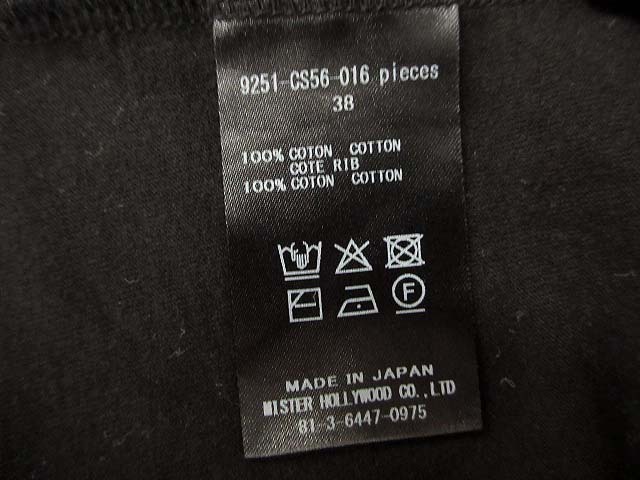 9251-CS56-016 pieces
38
100% COTON COTTON
COTE RIB
100% COTON COTTON
F
MADE IN JAPAN
MISTER HOLLYWOOD CO.,LTD
81-3-6447-0975